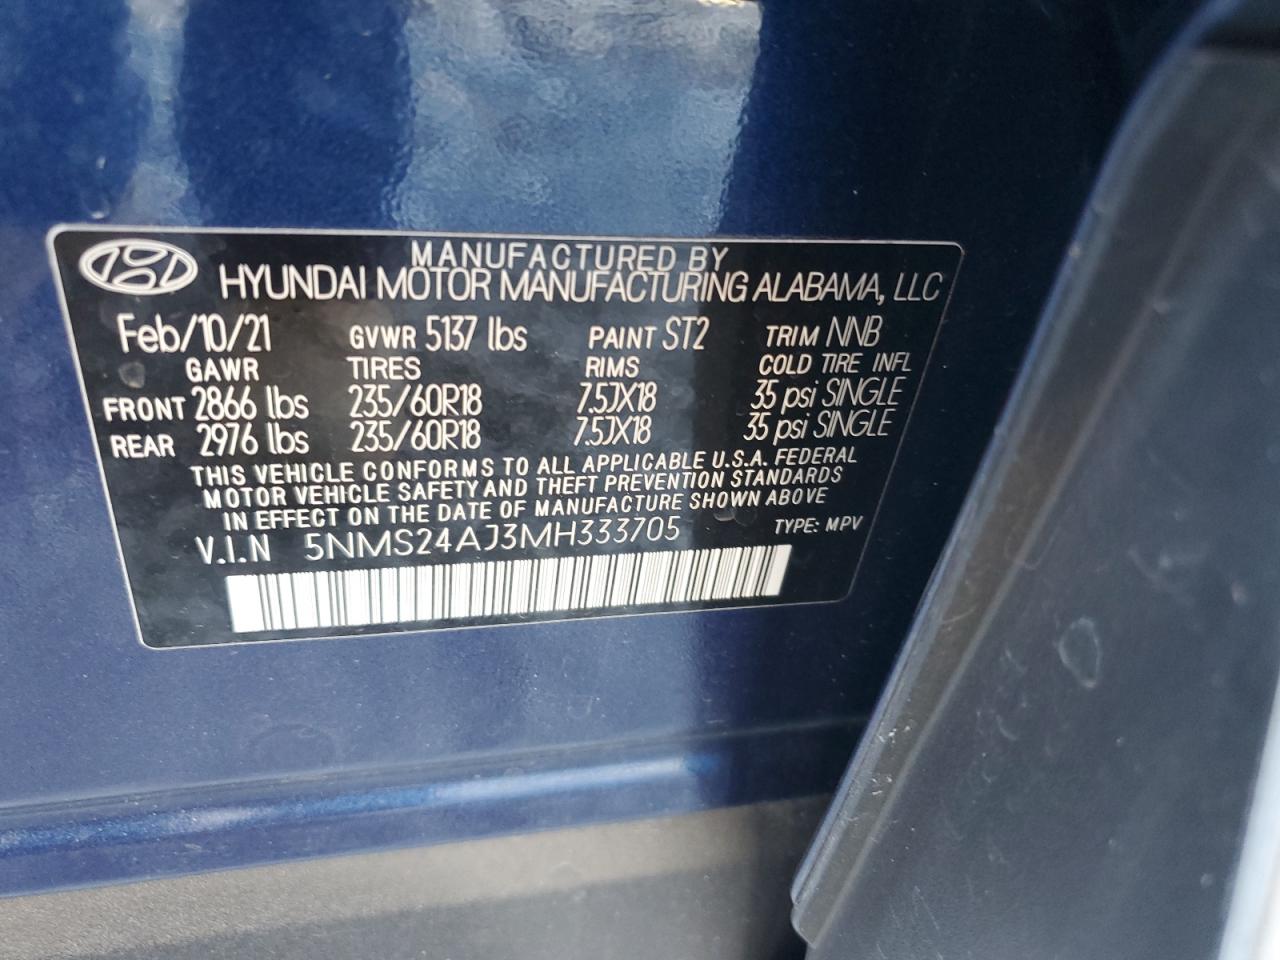 MANUFACTURED BY
HYUNDAI MOTOR MANUFACTURING ALABAMA, LLC
Feb/10/21 GVWR 5137 lbs PAINT ST2 TRIM NNB
GAWR TIRES RIMS COLD TIRE INFL
FRONT 2866 lbs 235/60R18 7.5JX18 35 psi SINGLE
REAR 2976 lbs 235/60R18 7.5JX18 35 psi SINGLE
THIS VEHICLE CONFORMS TO ALL APPLICABLE U.S.A. FEDERAL
MOTOR VEHICLE SAFETY AND THEFT PREVENTION STANDARDS
IN EFFECT ON THE DATE OF MANUFACTURE SHOWN ABOVE
V.I.N 5NMS24AJ3MH333705 TYPE: MPV